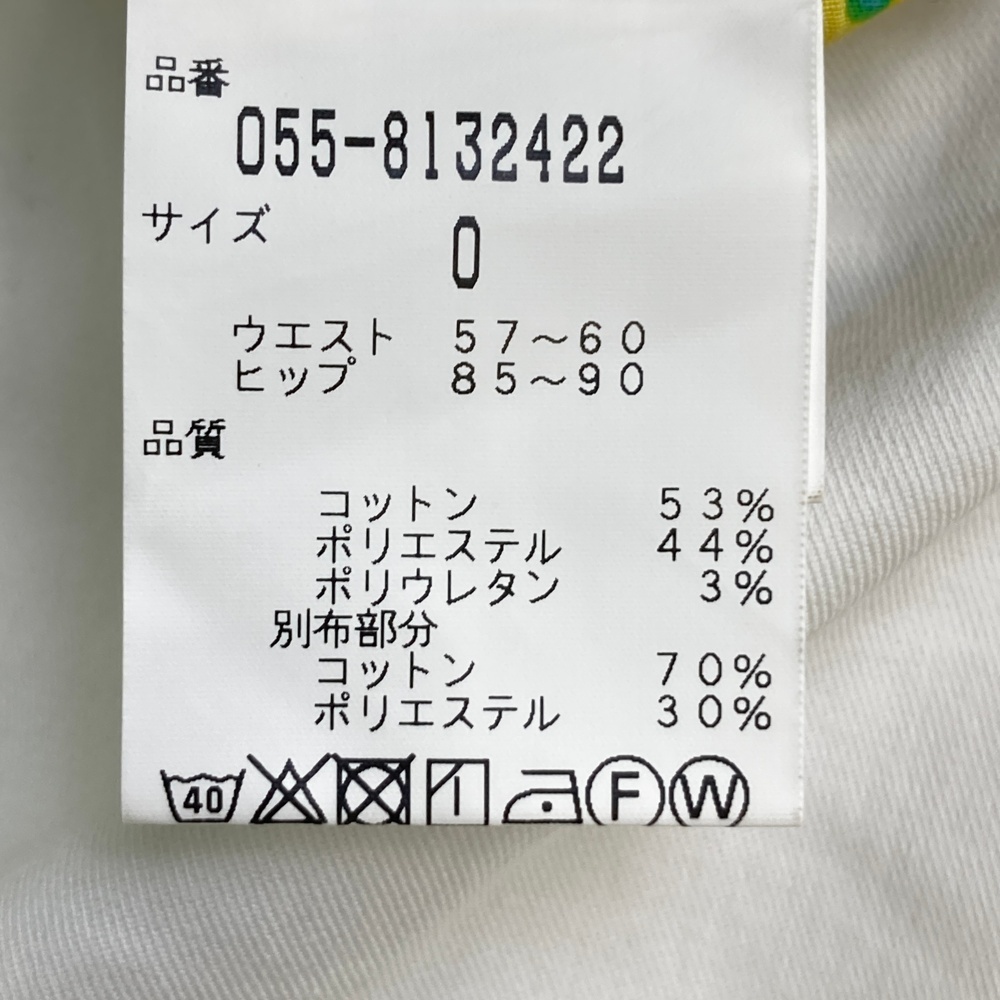 品番
055-8132422
サイズ
0
ウエスト 57～60
ヒップ 85～90
品質
コットン 53%
ポリエステル 44%
ポリウレタン 3%
別布部分
コットン 70%
ポリエステル 30%
40 F W